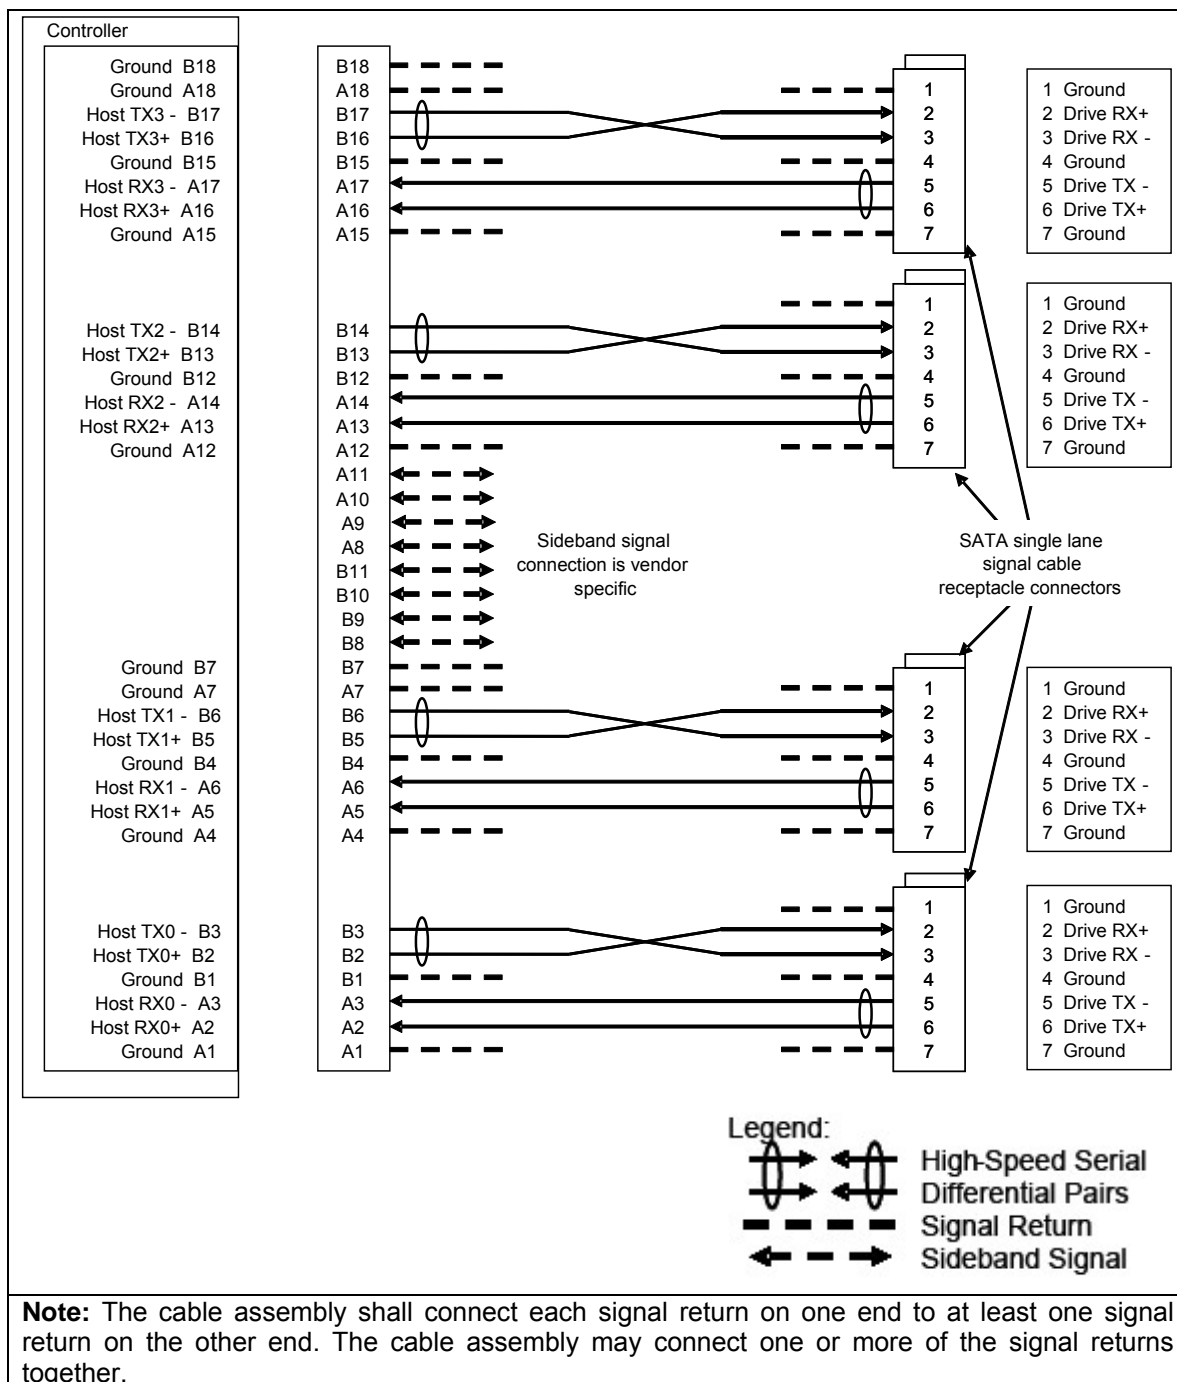 Controller
Ground B18
Ground A18
Host TX3 - B17
Host TX3+ B16
Ground B15
Host RX3 - A17
Host RX3+ A16
Ground A15
Host TX2 - B14
Host TX2+ B13
Ground B12
Host RX2 - A14
Host RX2+ A13
Ground A12
Ground B7
Ground A7
Host TX1 - B6
Host TX1+ B5
Ground B4
Host RX1 - A6
Host RX1+ A5
Ground A4
Host TX0 - B3
Host TX0+ B2
Ground B1
Host RX0 - A3
Host RX0+ A2
Ground A1
B18
A18
B17
B16
B15
A17
A16
A15
B14
B13
B12
A14
A13
A12
A11
A10
A9
A8
B11
B10
B9
B8
B7
A7
B6
B5
B4
A6
A5
A4
B3
B2
B1
A3
A2
A1
Sideband signal
connection is vendor
specific
1
2
3
4
5
6
7
1
2
3
4
5
6
7
SATA single lane
signal cable
receptacle connectors
1
2
3
4
5
6
7
1
2
3
4
5
6
7
1 Ground
2 Drive RX+
3 Drive RX -
4 Ground
5 Drive TX -
6 Drive TX+
7 Ground
1 Ground
2 Drive RX+
3 Drive RX -
4 Ground
5 Drive TX -
6 Drive TX+
7 Ground
1 Ground
2 Drive RX+
3 Drive RX -
4 Ground
5 Drive TX -
6 Drive TX+
7 Ground
1 Ground
2 Drive RX+
3 Drive RX -
4 Ground
5 Drive TX -
6 Drive TX+
7 Ground
Legend:
High-Speed Serial
Differential Pairs
Signal Return
Sideband Signal
Note: The cable assembly shall connect each signal return on one end to at least one signal
return on the other end. The cable assembly may connect one or more of the signal returns
together.